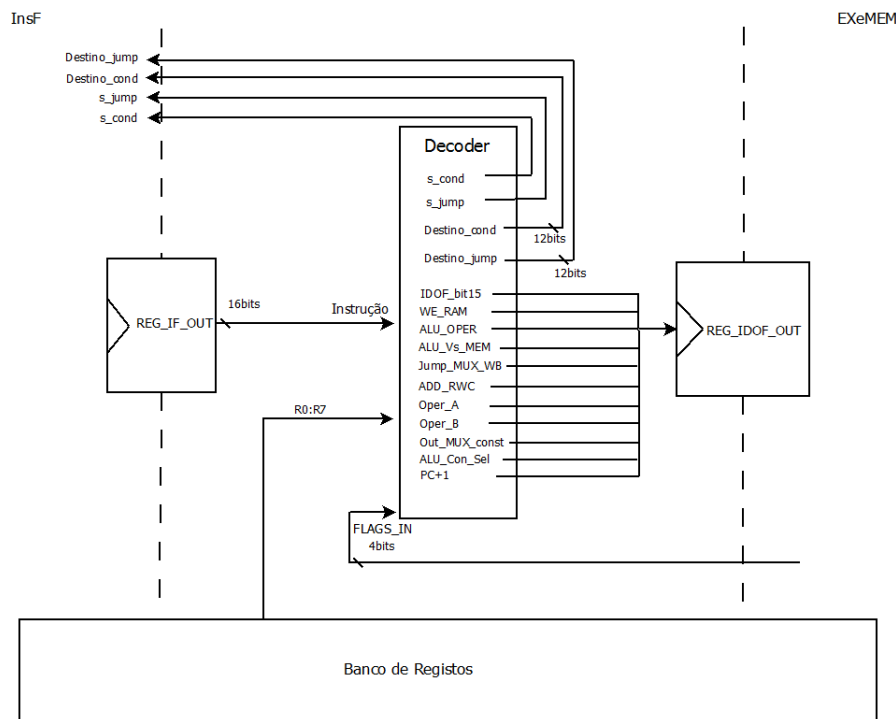 InsF
EXeMEM
Destino_jump
Destino_cond
s_jump
s_cond
Decoder
s_cond
s_jump
Destino_cond
12bits
Destino_jump
12bits
IDOF_bit15
16bits
Instrução
WE_RAM
REG_IF_OUT
ALU_OPER
REG_IDOF_OUT
ALU_Vs_MEM
Jump_MUX_WB
ADD_RWC
R0:R7
Oper_A
Oper_B
Out_MUX_const
ALU_Con_Sel
PC+1
FLAGS_IN
4bits
Banco de Registos